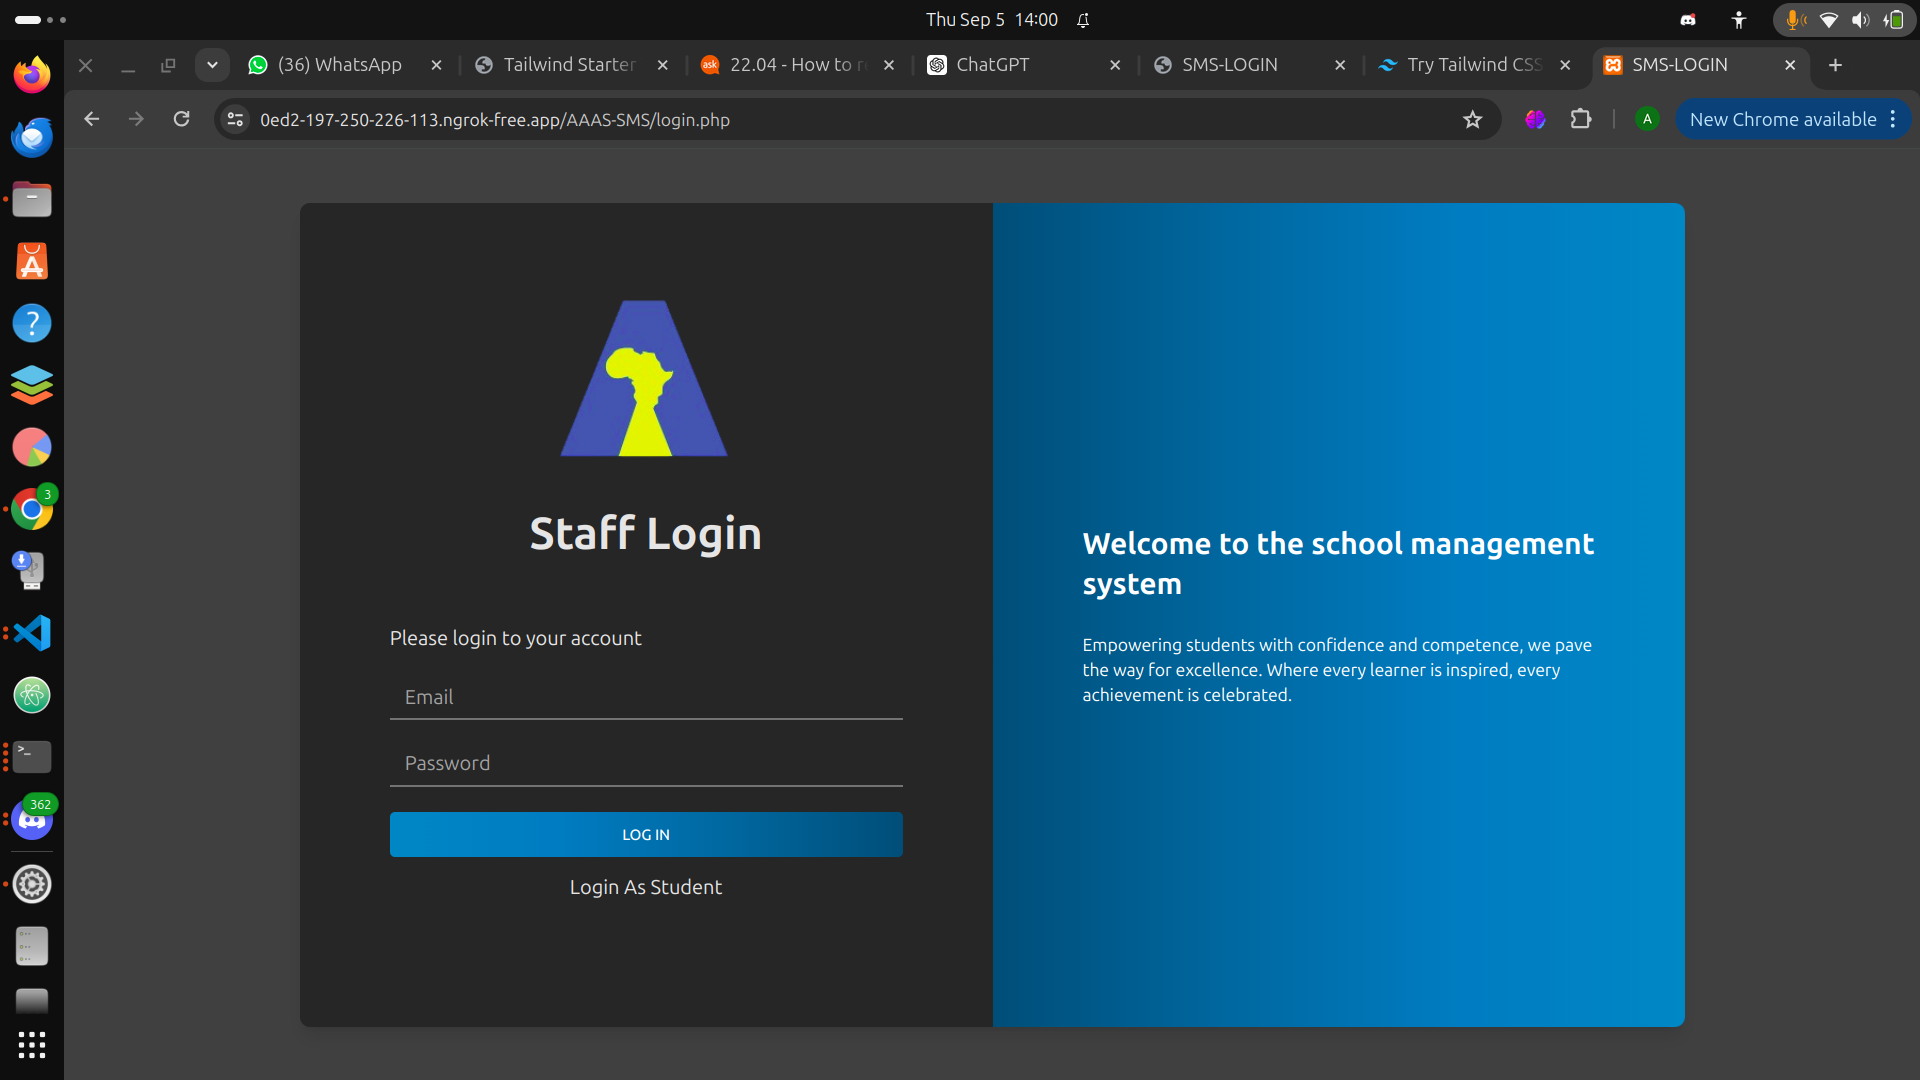 Thu Sep 5 14:00
(36) WhatsApp
Tailwind Starter
22.04 - How to r
ChatGPT
SMS-LOGIN
Try Tailwind CSS
SMS-LOGIN
0ed2-197-250-226-113.ngrok-free.app/AAAS-SMS/login.php
A
New Chrome available
3
362
Staff Login
Please login to your account
Email
Password
LOG IN
Login As Student
Welcome to the school management
system
Empowering students with confidence and competence, we pave
the way for excellence. Where every learner is inspired, every
achievement is celebrated.